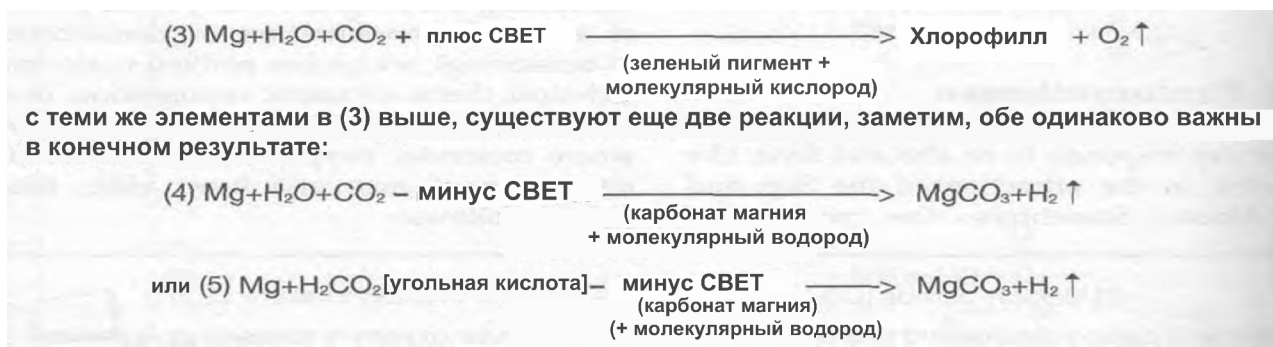 (3) Mg+H₂O+CO₂ + плюс СВЕТ ———> Хлорофилл + O₂↑
(зеленый пигмент +
молекулярный кислород)
с теми же элементами в (3) выше, существуют еще две реакции, заметим, обе одинаково важны
в конечном результате:
(4) Mg+H₂O+CO₂ – минус СВЕТ ———> MgCO₃+H₂↑
(карбонат магния
+ молекулярный водород)
или (5) Mg+H₂CO₂[угольная кислота]– минус СВЕТ ———> MgCO₃+H₂↑
(карбонат магния)
(+ молекулярный водород)